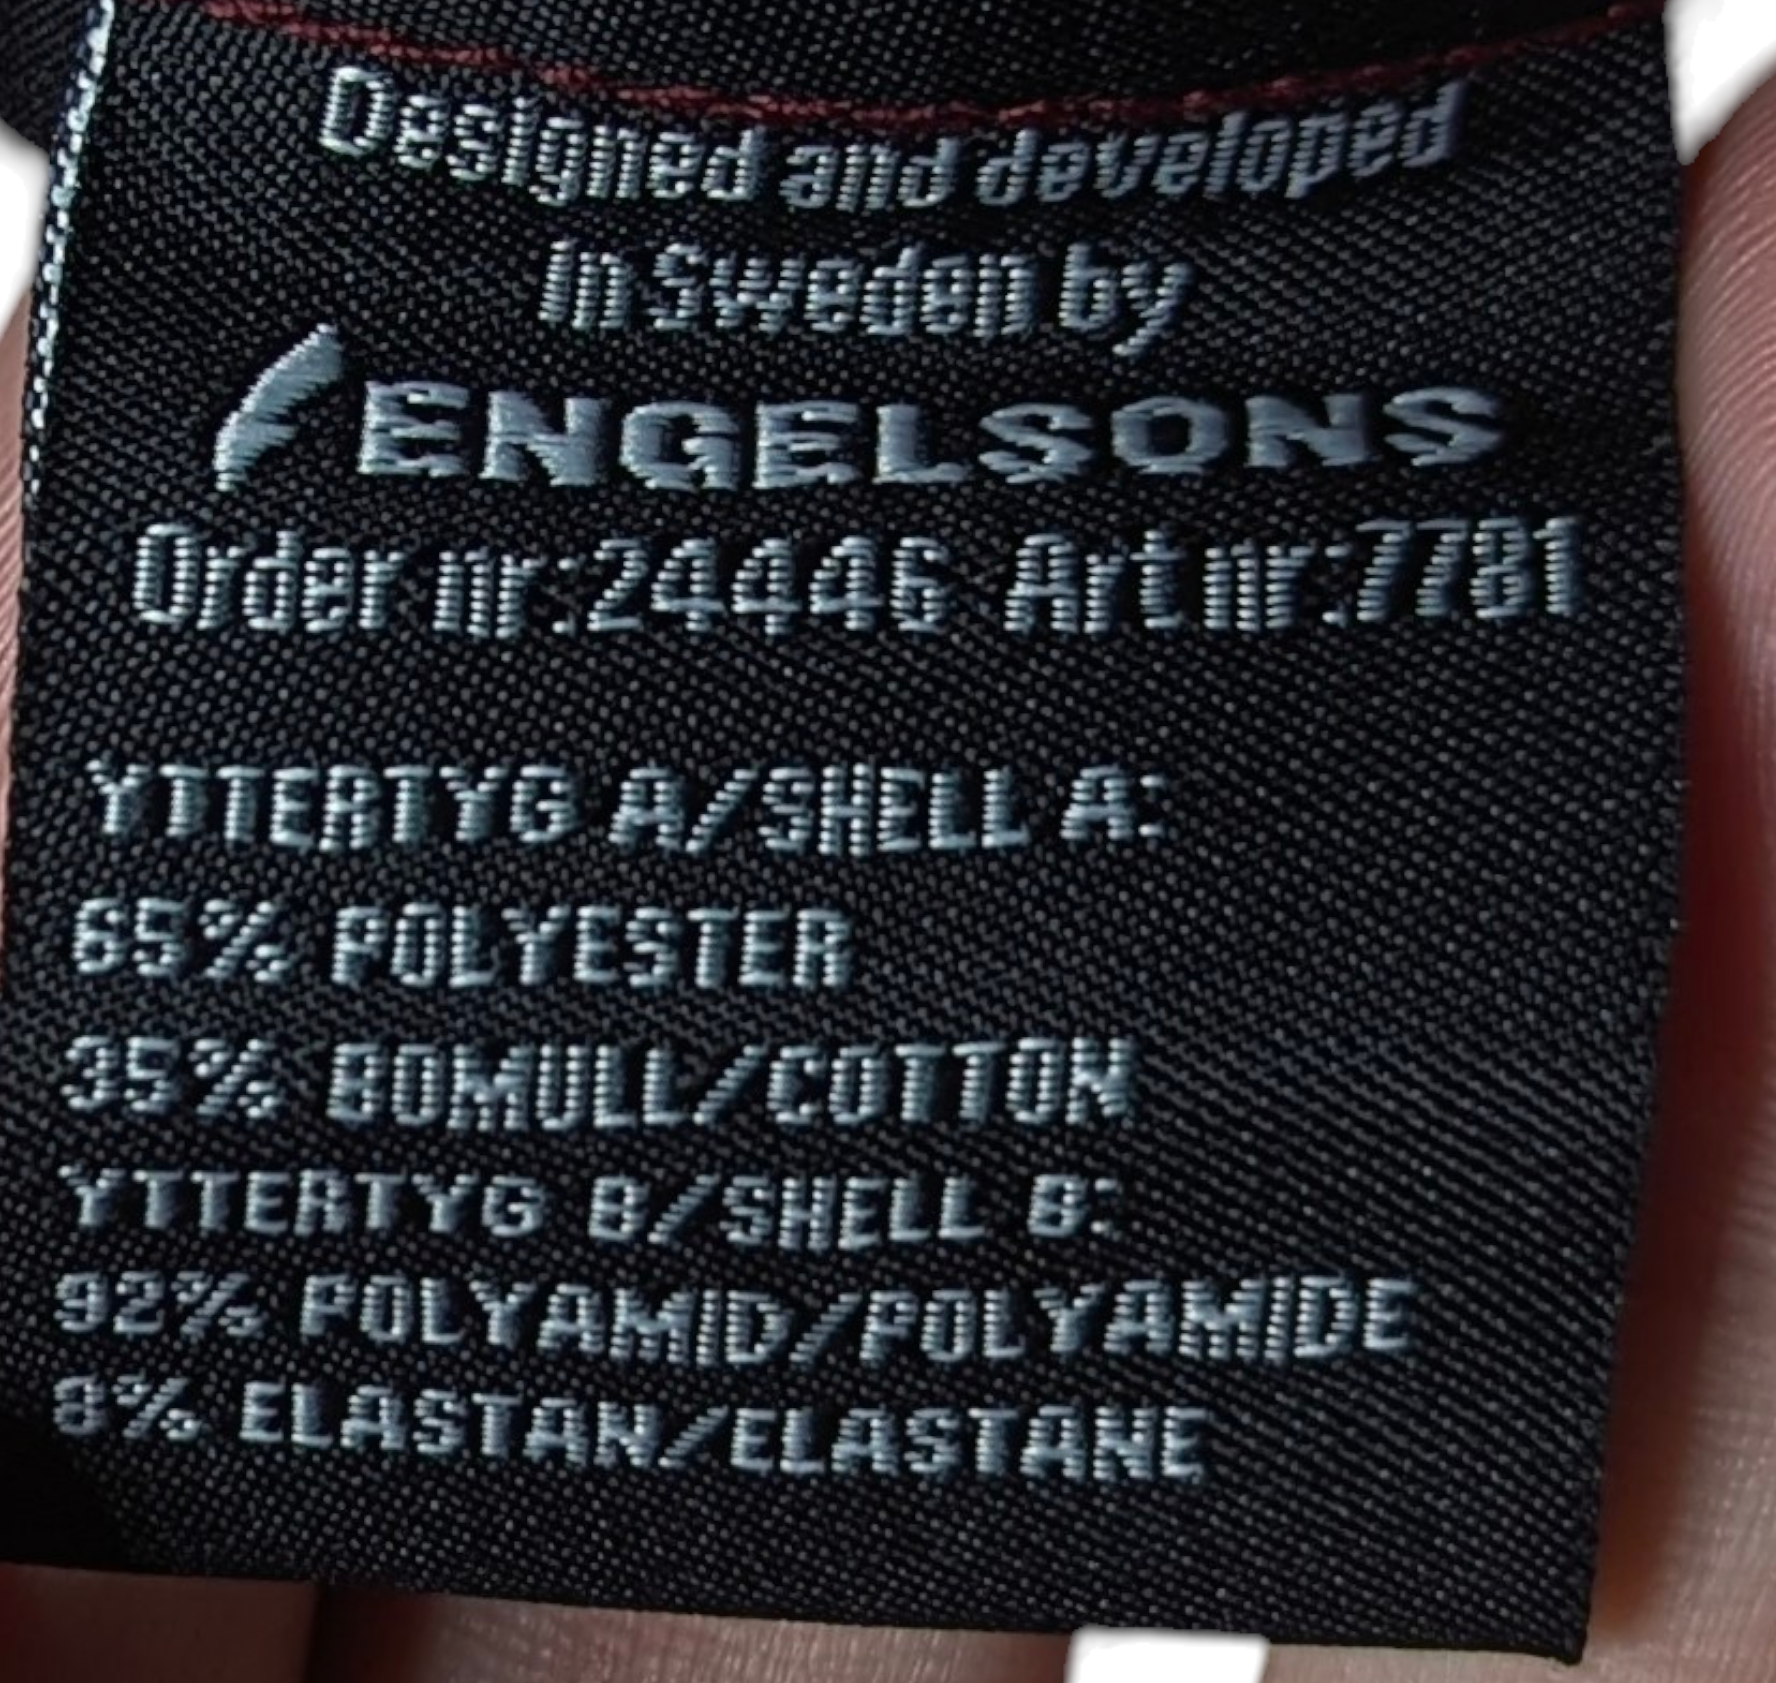 Designed and developed
in Sweden by
ENGELSONS
Order nr:24446 Art nr:7781
YTTERTYG A/SHELL A:
65% POLYESTER
35% BOMULL/COTTON
YTTERTYG B/SHELL B:
92% POLYAMID/POLYAMIDE
8% ELASTAN/ELASTANE